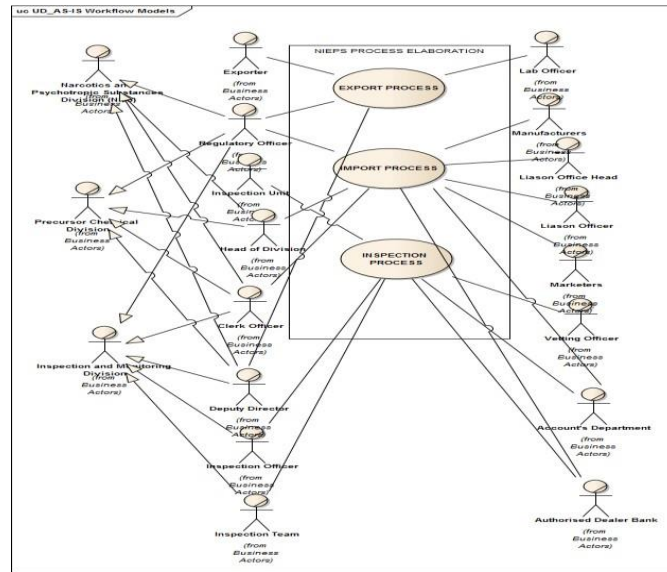 uc UD_AS-IS Workflow Models
NIEPS PROCESS ELABORATION
EXPORT PROCESS
IMPORT PROCESS
INSPECTION
PROCESS
Narcotics an
Psychotropic Substances
Division
(from
Business
Actors)
Precursor Chemical
Division
(from
Business
Actors)
Inspection and Monitoring
Division
(from
Business
Actors)
Exporter
(from
Business
Actors)
Regulatory Officer
(from
Business
Actors)
Inspection Unit
(from
Business
Actors)
Head of Division
(from
Business
Actors)
Clerk Officer
(from
Business
Actors)
Deputy Director
(from
Business
Actors)
Inspection Officer
(from
Business
Actors)
Inspection Team
(from
Business
Actors)
Lab Officer
(from
Business
Actors)
Manufacturers
(from
Business
Liason Office Head
(from
Business
Actors)
Liason Officer
(from
Business
Actors)
Marketers
(from
Business
Actors)
Vetting Officer
(from
Business
Actors)
Account's Department
(from
Business
Actors)
Authorised Dealer Bank
(from
Business
Actors)